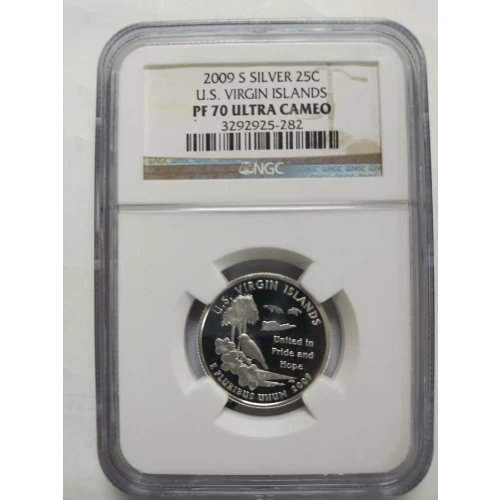 2009 S SILVER 25C
U.S. VIRGIN ISLANDS
PF 70 ULTRA CAMEO
3292925-282
NGC
U.S. VIRGIN ISLANDS
United in
Pride and
Hope
E PLURIBUS UNUM 2009